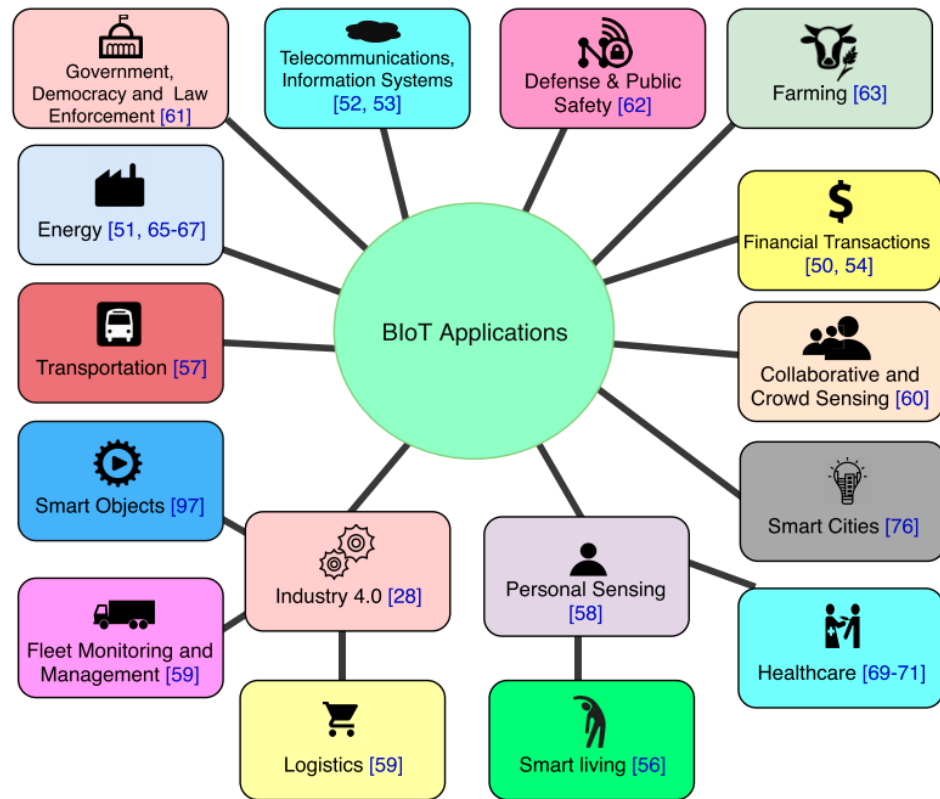 Government,
Democracy and Law
Enforcement [61]
Telecommunications,
Information Systems
[52, 53]
Defense & Public
Safety [62]
Farming [63]
Energy [51, 65-67]
Financial Transactions
[50, 54]
BIoT Applications
Transportation [57]
Collaborative and
Crowd Sensing [60]
Smart Objects [97]
Smart Cities [76]
Industry 4.0 [28]
Personal Sensing
[58]
Fleet Monitoring and
Management [59]
Healthcare [69-71]
Logistics [59]
Smart living [56]